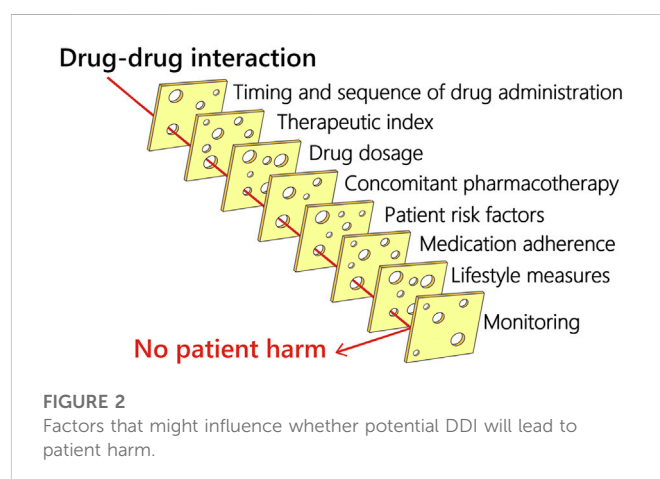 Drug-drug interaction
Timing and sequence of drug administration
Therapeutic index
Drug dosage
Concomitant pharmacotherapy
Patient risk factors
Medication adherence
Lifestyle measures
Monitoring
No patient harm
FIGURE 2
Factors that might influence whether potential DDI will lead to
patient harm.